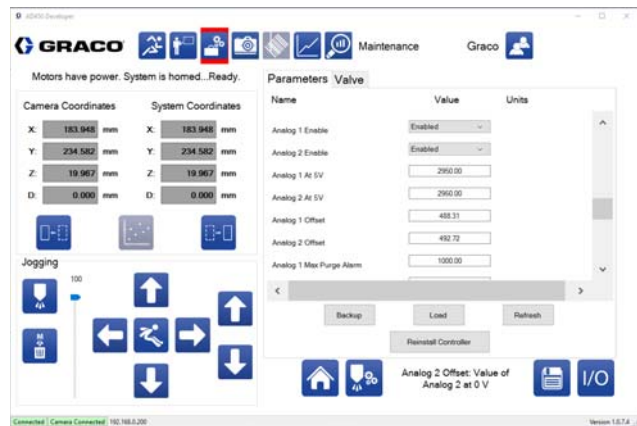 AD450 Developer
GRACO
Maintenance
Graco
Motors have power. System is homed...Ready.
Camera Coordinates
System Coordinates
X: 183.948 mm X: 183.948 mm
Y: 234.582 mm Y: 234.582 mm
Z: 19.967 mm Z: 19.967 mm
D: 0.000 mm D: 0.000 mm
Jogging
100
M
Parameters Valve
Name Value Units
Analog 1 Enable Enabled
Analog 2 Enable Enabled
Analog 1 At 5V 2950.00
Analog 2 At 5V 2960.00
Analog 1 Offset 488.31
Analog 2 Offset 492.72
Analog 1 Max Purge Alarm 1000.00
Backup Load Refresh
Reinstall Controller
%
Analog 2 Offset: Value of
Analog 2 at 0 V
I/O
Connected Camera Connected 192.168.0.200
Version 1.0.7.4